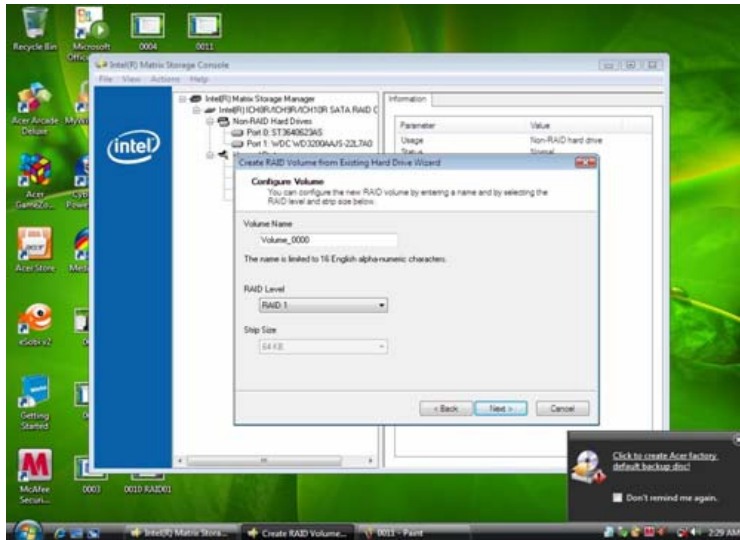 Recycle Bin
Microsoft
Office
0004
0011
Acer Arcade
Deluxe
Acer
GameZo...
Acer Store
eSobi v2
Getting
Started
McAfee
Securi...
0003
0010 RAID01
Intel(R) Matrix Storage Console
File View Actions Help
intel
Intel(R) Matrix Storage Manager
Intel(R) ICH8R/ICH9R/ICH10R SATA RAID C
Non-RAID Hard Drives
Port 0: ST3640623AS
Port 1: WDC WD3200AAJS-22L7A0
Information
Parameter Value
Usage Non-RAID hard drive
Status Normal
Create RAID Volume from Existing Hard Drive Wizard
Configure Volume
You can configure the new RAID volume by entering a name and by selecting the
RAID level and strip size below.
Volume Name
Volume_0000
The name is limited to 16 English alpha-numeric characters.
RAID Level
RAID 1
Strip Size
64 KB
< Back
Next >
Cancel
Click to create Acer factory
default backup disc!
Don't remind me again.
Intel(R) Matrix Stora...
Create RAID Volume...
0011 - Paint
2:29 AM